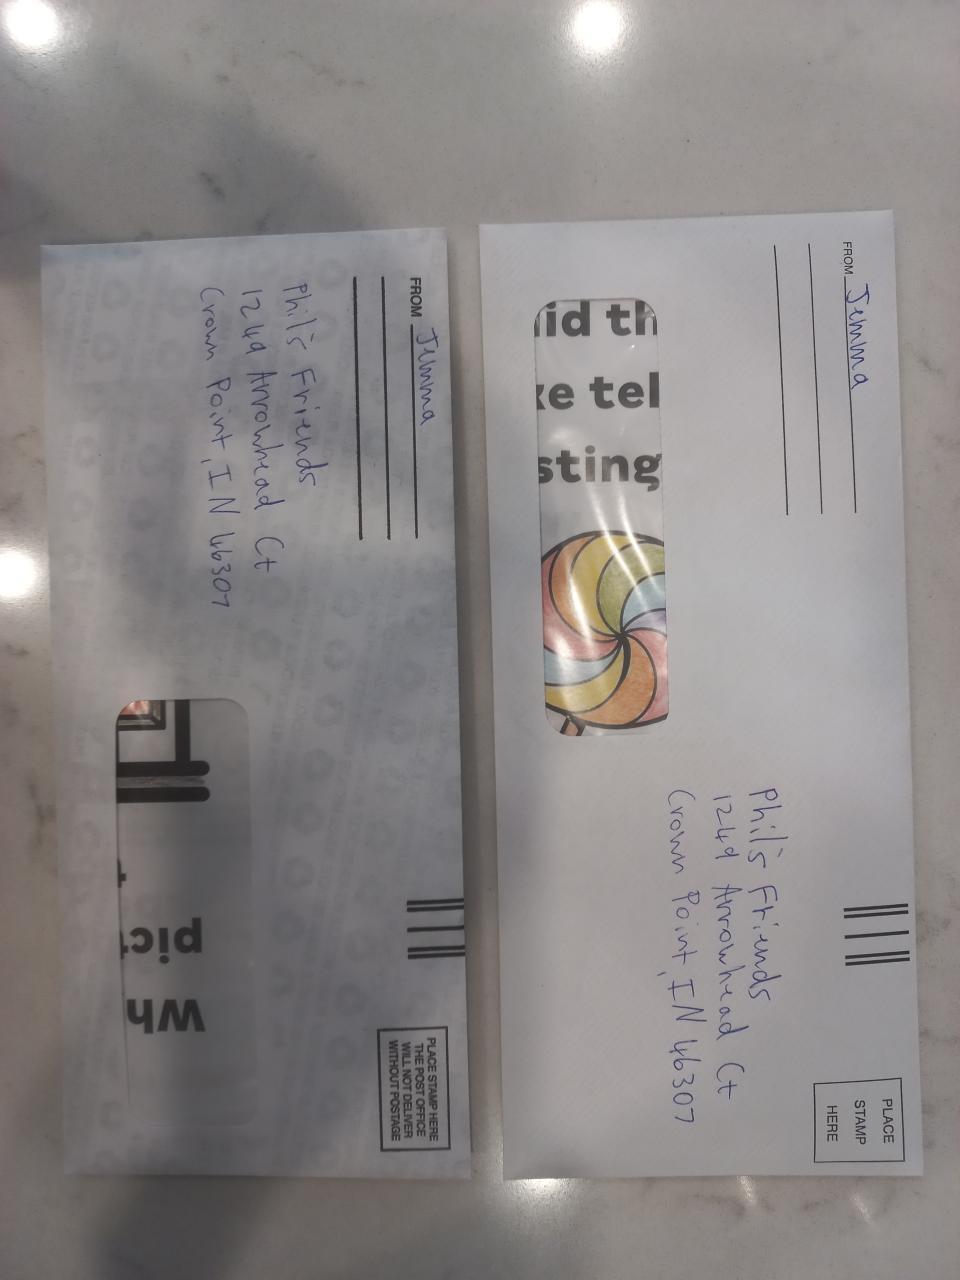 FROM Jemma
Phil's Friends
1249 Arrowhead Ct
Crown Point, IN 46307
Wh
pict
PLACE STAMP HERE
THE POST OFFICE
WILL NOT DELIVER
WITHOUT POSTAGE
FROM Jemma
id th
ke tel
sting
Phil's Friends
1249 Arrowhead Ct
Crown Point, IN 46307
PLACE
STAMP
HERE